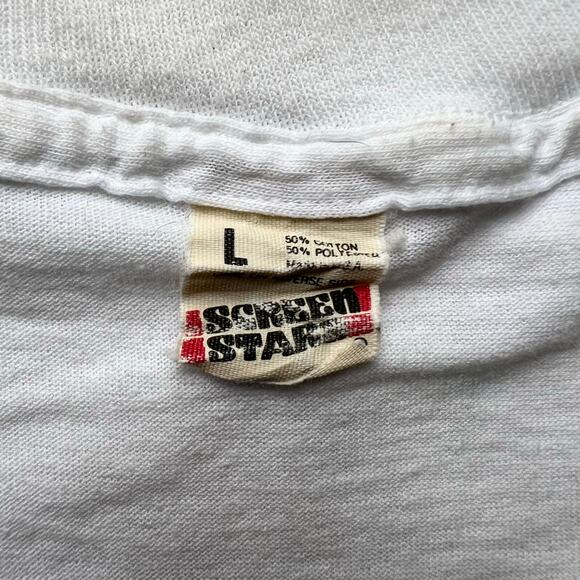 L
50% COTTON
50% POLYESTER
SCREEN
STARS